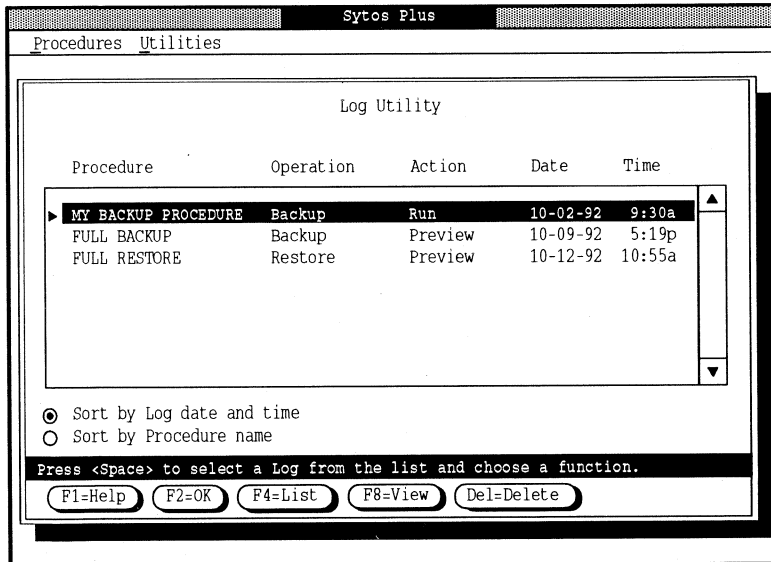 Sytos Plus
Procedures Utilities
Log Utility
Procedure Operation Action Date Time
MY BACKUP PROCEDURE Backup Run 10-02-92 9:30a
FULL BACKUP Backup Preview 10-09-92 5:19p
FULL RESTORE Restore Preview 10-12-92 10:55a
Sort by Log date and time
Sort by Procedure name
Press <Space> to select a Log from the list and choose a function.
F1=Help F2=OK F4=List F8=View Del=Delete